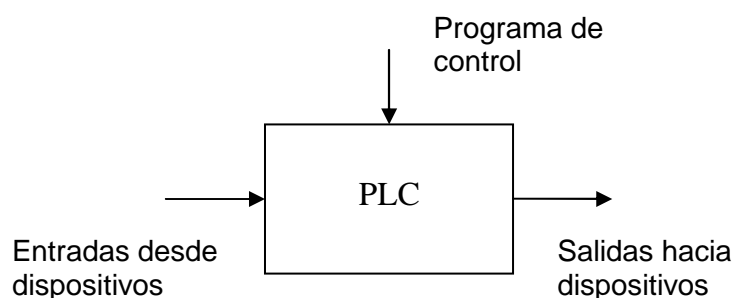 Programa de
control
PLC
Entradas desde
dispositivos
Salidas hacia
dispositivos